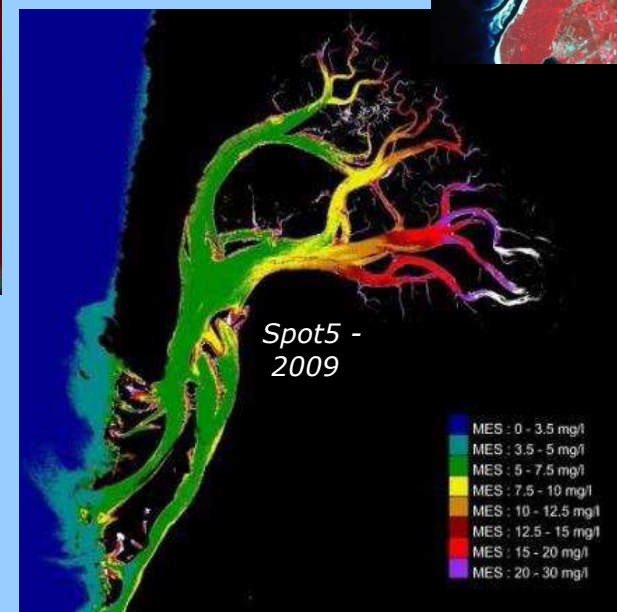 Spot5 -
2009
MES : 0 - 3.5 mg/l
MES : 3.5 - 5 mg/l
MES : 5 - 7.5 mg/l
MES : 7.5 - 10 mg/l
MES : 10 - 12.5 mg/l
MES : 12.5 - 15 mg/l
MES : 15 - 20 mg/l
MES : 20 - 30 mg/l